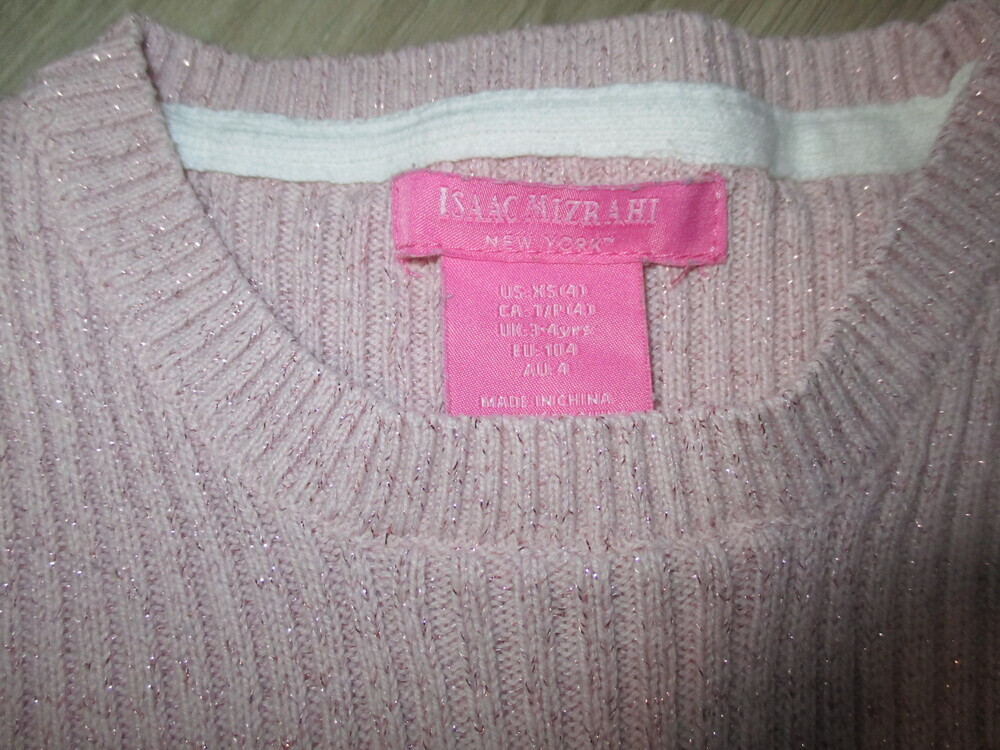 ISAAC MIZRAHI
NEW YORK™
US: XS(4)
CA: T/P(4)
UK: 3-4yrs
EU: 104
AU: 4
MADE IN CHINA